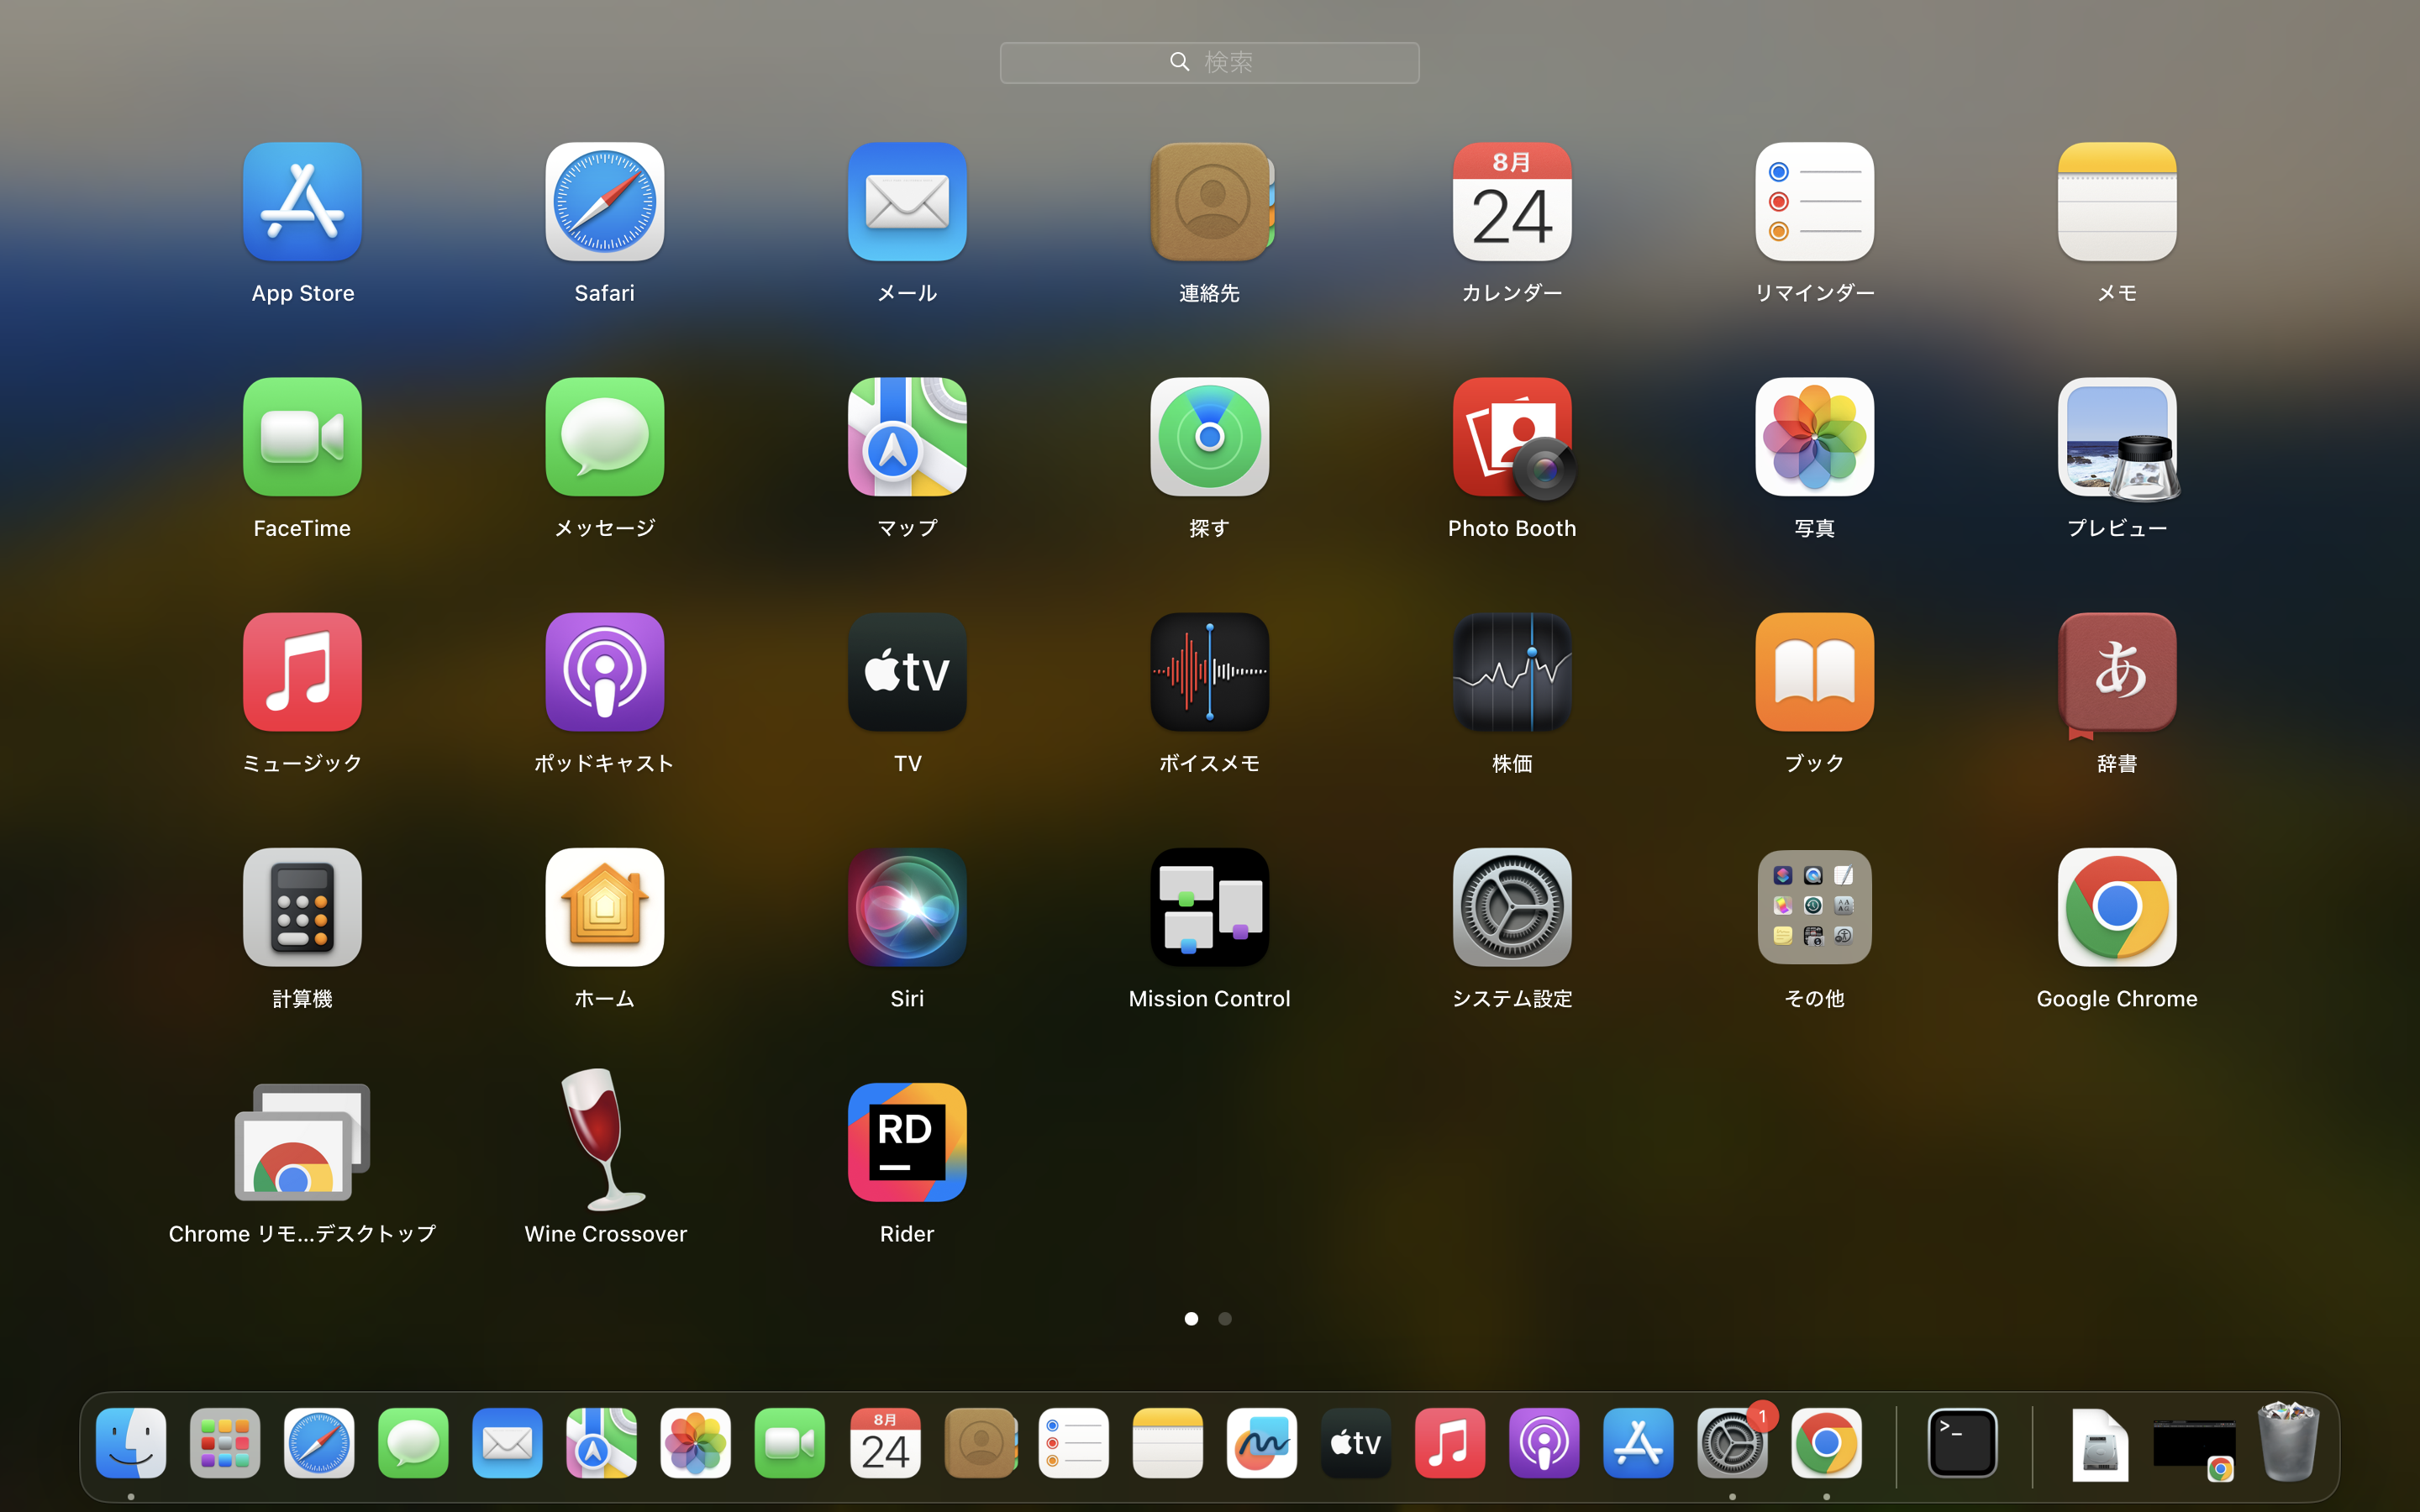 検索
8月
24
App Store
Safari
メール
連絡先
カレンダー
リマインダー
メモ
FaceTime
メッセージ
マップ
探す
Photo Booth
写真
プレビュー
tv
あ
ミュージック
ポッドキャスト
TV
ボイスメモ
株価
ブック
辞書
計算機
ホーム
Siri
Mission Control
システム設定
その他
Google Chrome
RD
Chrome リモ...デスクトップ
Wine Crossover
Rider
8月
24
tv
1
>_